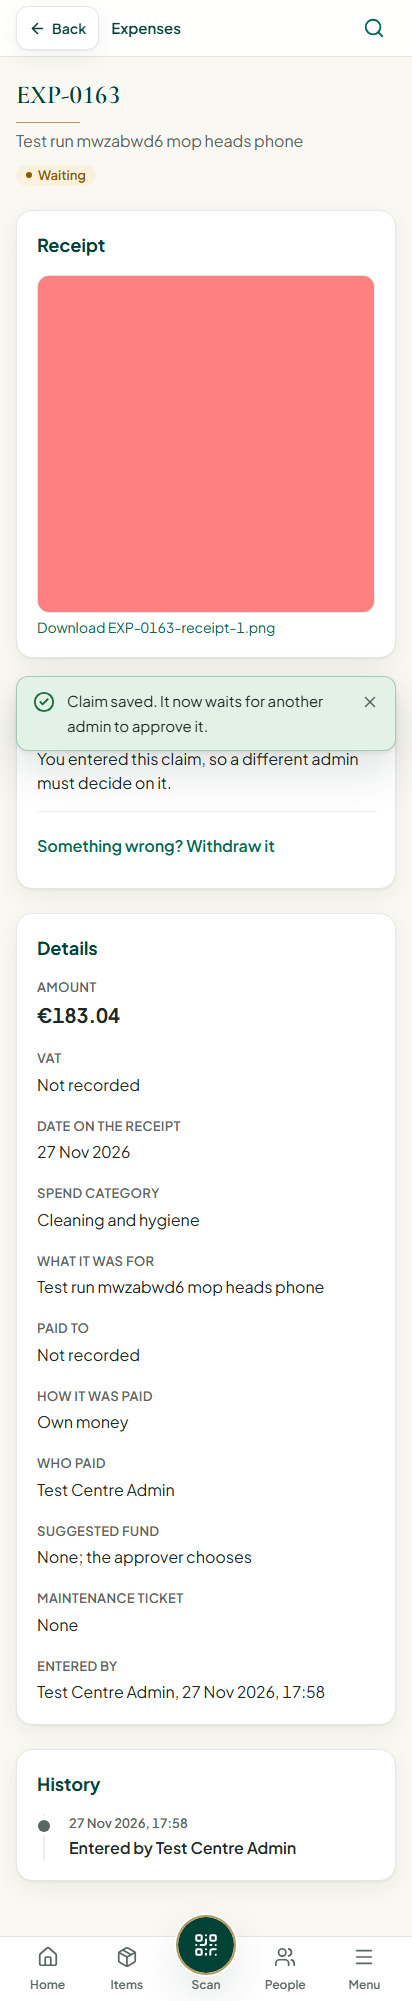 Back
Expenses
EXP-0163
Test run mwzabwd6 mop heads phone
Waiting
Receipt
Download EXP-0163-receipt-1.png
Claim saved. It now waits for another
admin to approve it.
You entered this claim, so a different admin
must decide on it.
Something wrong? Withdraw it
Details
AMOUNT
€183.04
VAT
Not recorded
DATE ON THE RECEIPT
27 Nov 2026
SPEND CATEGORY
Cleaning and hygiene
WHAT IT WAS FOR
Test run mwzabwd6 mop heads phone
PAID TO
Not recorded
HOW IT WAS PAID
Own money
WHO PAID
Test Centre Admin
SUGGESTED FUND
None; the approver chooses
MAINTENANCE TICKET
None
ENTERED BY
Test Centre Admin, 27 Nov 2026, 17:58
History
27 Nov 2026, 17:58
Entered by Test Centre Admin
Home
Items
Scan
People
Menu